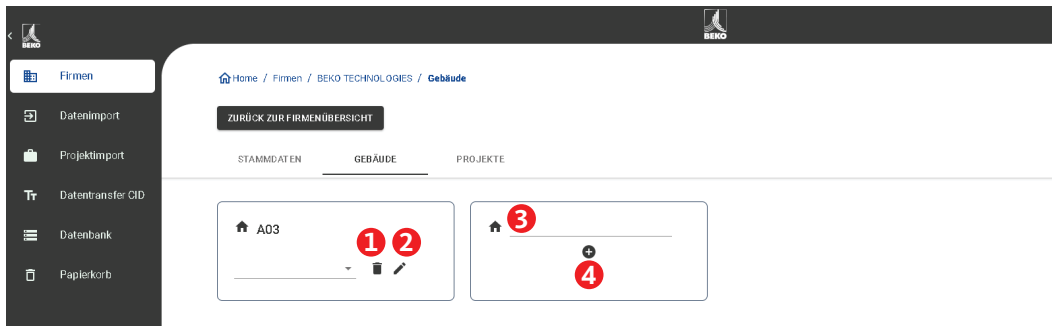 BEKO
BEKO
Firmen
Datenimport
Projektimport
Datentransfer CID
Datenbank
Papierkorb
Home / Firmen / BEKO TECHNOLOGIES / Gebäude
ZURÜCK ZUR FIRMENÜBERSICHT
STAMMDATEN GEBÄUDE PROJEKTE
A03
1 2
3
4